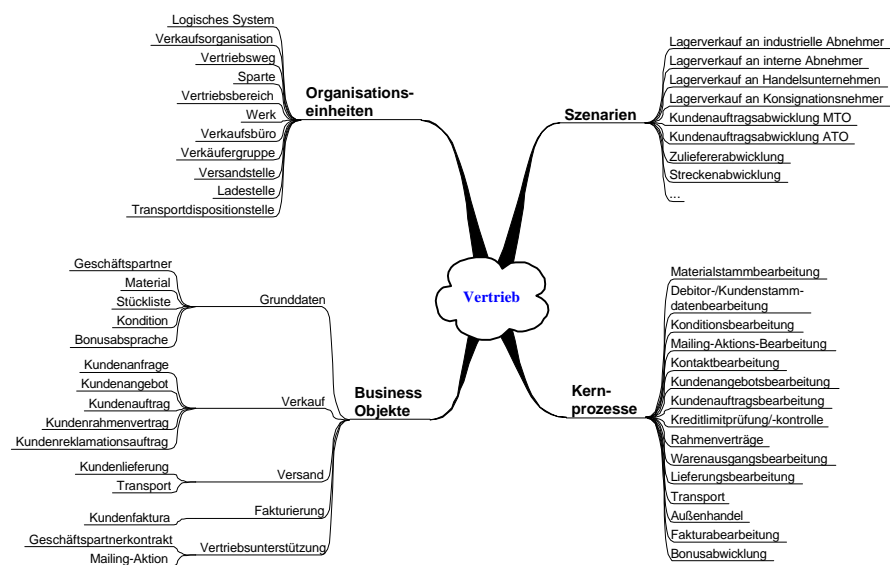 Logisches System
Verkaufsorganisation
Vertriebsweg
Sparte
Vertriebsbereich
Werk
Verkaufsbüro
Verkäufergruppe
Versandstelle
Ladestelle
Transportdispositionstelle
Organisations-
einheiten
Szenarien
Lagerverkauf an industrielle Abnehmer
Lagerverkauf an interne Abnehmer
Lagerverkauf an Handelsunternehmen
Lagerverkauf an Konsignationsnehmer
Kundenauftragsabwicklung MTO
Kundenauftragsabwicklung ATO
Zuliefererabwicklung
Streckenabwicklung
...
Vertrieb
Geschäftspartner
Material
Stückliste
Kondition
Bonusabsprache
Grunddaten
Kundenanfrage
Kundenangebot
Kundenauftrag
Kundenrahmenvertrag
Kundenreklamationsauftrag
Verkauf
Kundenlieferung
Transport
Versand
Kundenfaktura
Fakturierung
Geschäftspartnerkontrakt
Mailing-Aktion
Vertriebsunterstützung
Business
Objekte
Kern-
prozesse
Materialstammbearbeitung
Debitor-/Kundenstamm-
datenbearbeitung
Konditionsbearbeitung
Mailing-Aktions-Bearbeitung
Kontaktbearbeitung
Kundenangebotsbearbeitung
Kundenauftragsbearbeitung
Kreditlimitprüfung/-kontrolle
Rahmenverträge
Warenausgangsbearbeitung
Lieferungsbearbeitung
Transport
Außenhandel
Fakturabearbeitung
Bonusabwicklung